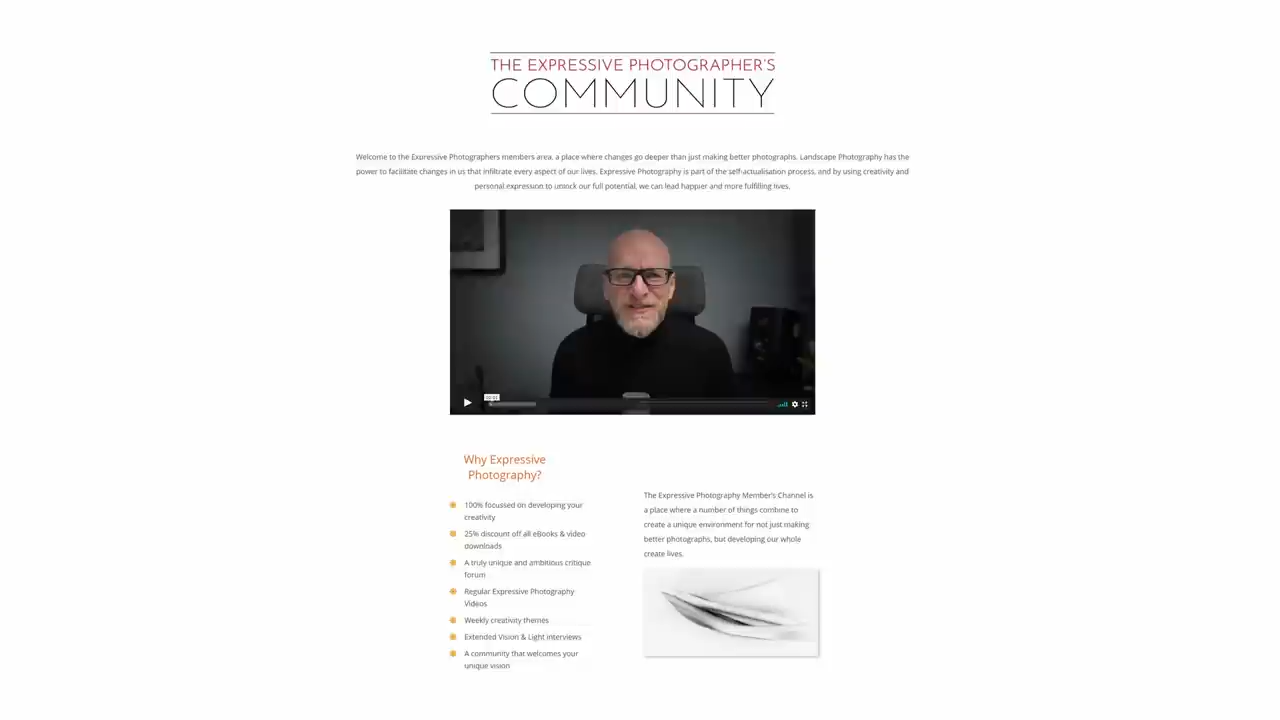 THE EXPRESSIVE PHOTOGRAPHER'S
COMMUNITY
Welcome to the Expressive Photographers members area, a place where changes go deeper than just making better photographs. Landscape Photography has the
power to facilitate changes in us that infiltrate every aspect of our lives. Expressive Photography is part of the self-actualisation process, and by using creativity and
personal expression to unlock our full potential, we can lead happer and more fulfilling lives.
Why Expressive
Photography?
100% focussed on developing your
creativity
25% discount off all eBooks & video
downloads
A truly unique and ambitious critique
forum
Regular Expressive Photography
Videos
Weekly creativity themes
Extended Vision & Light interviews
A community that welcomes your
unique vision
The Expressive Photography Member's Channel is
a place where a number of things combine to
create a unique environment for not just making
better photographs, but developing our whole
create lives.